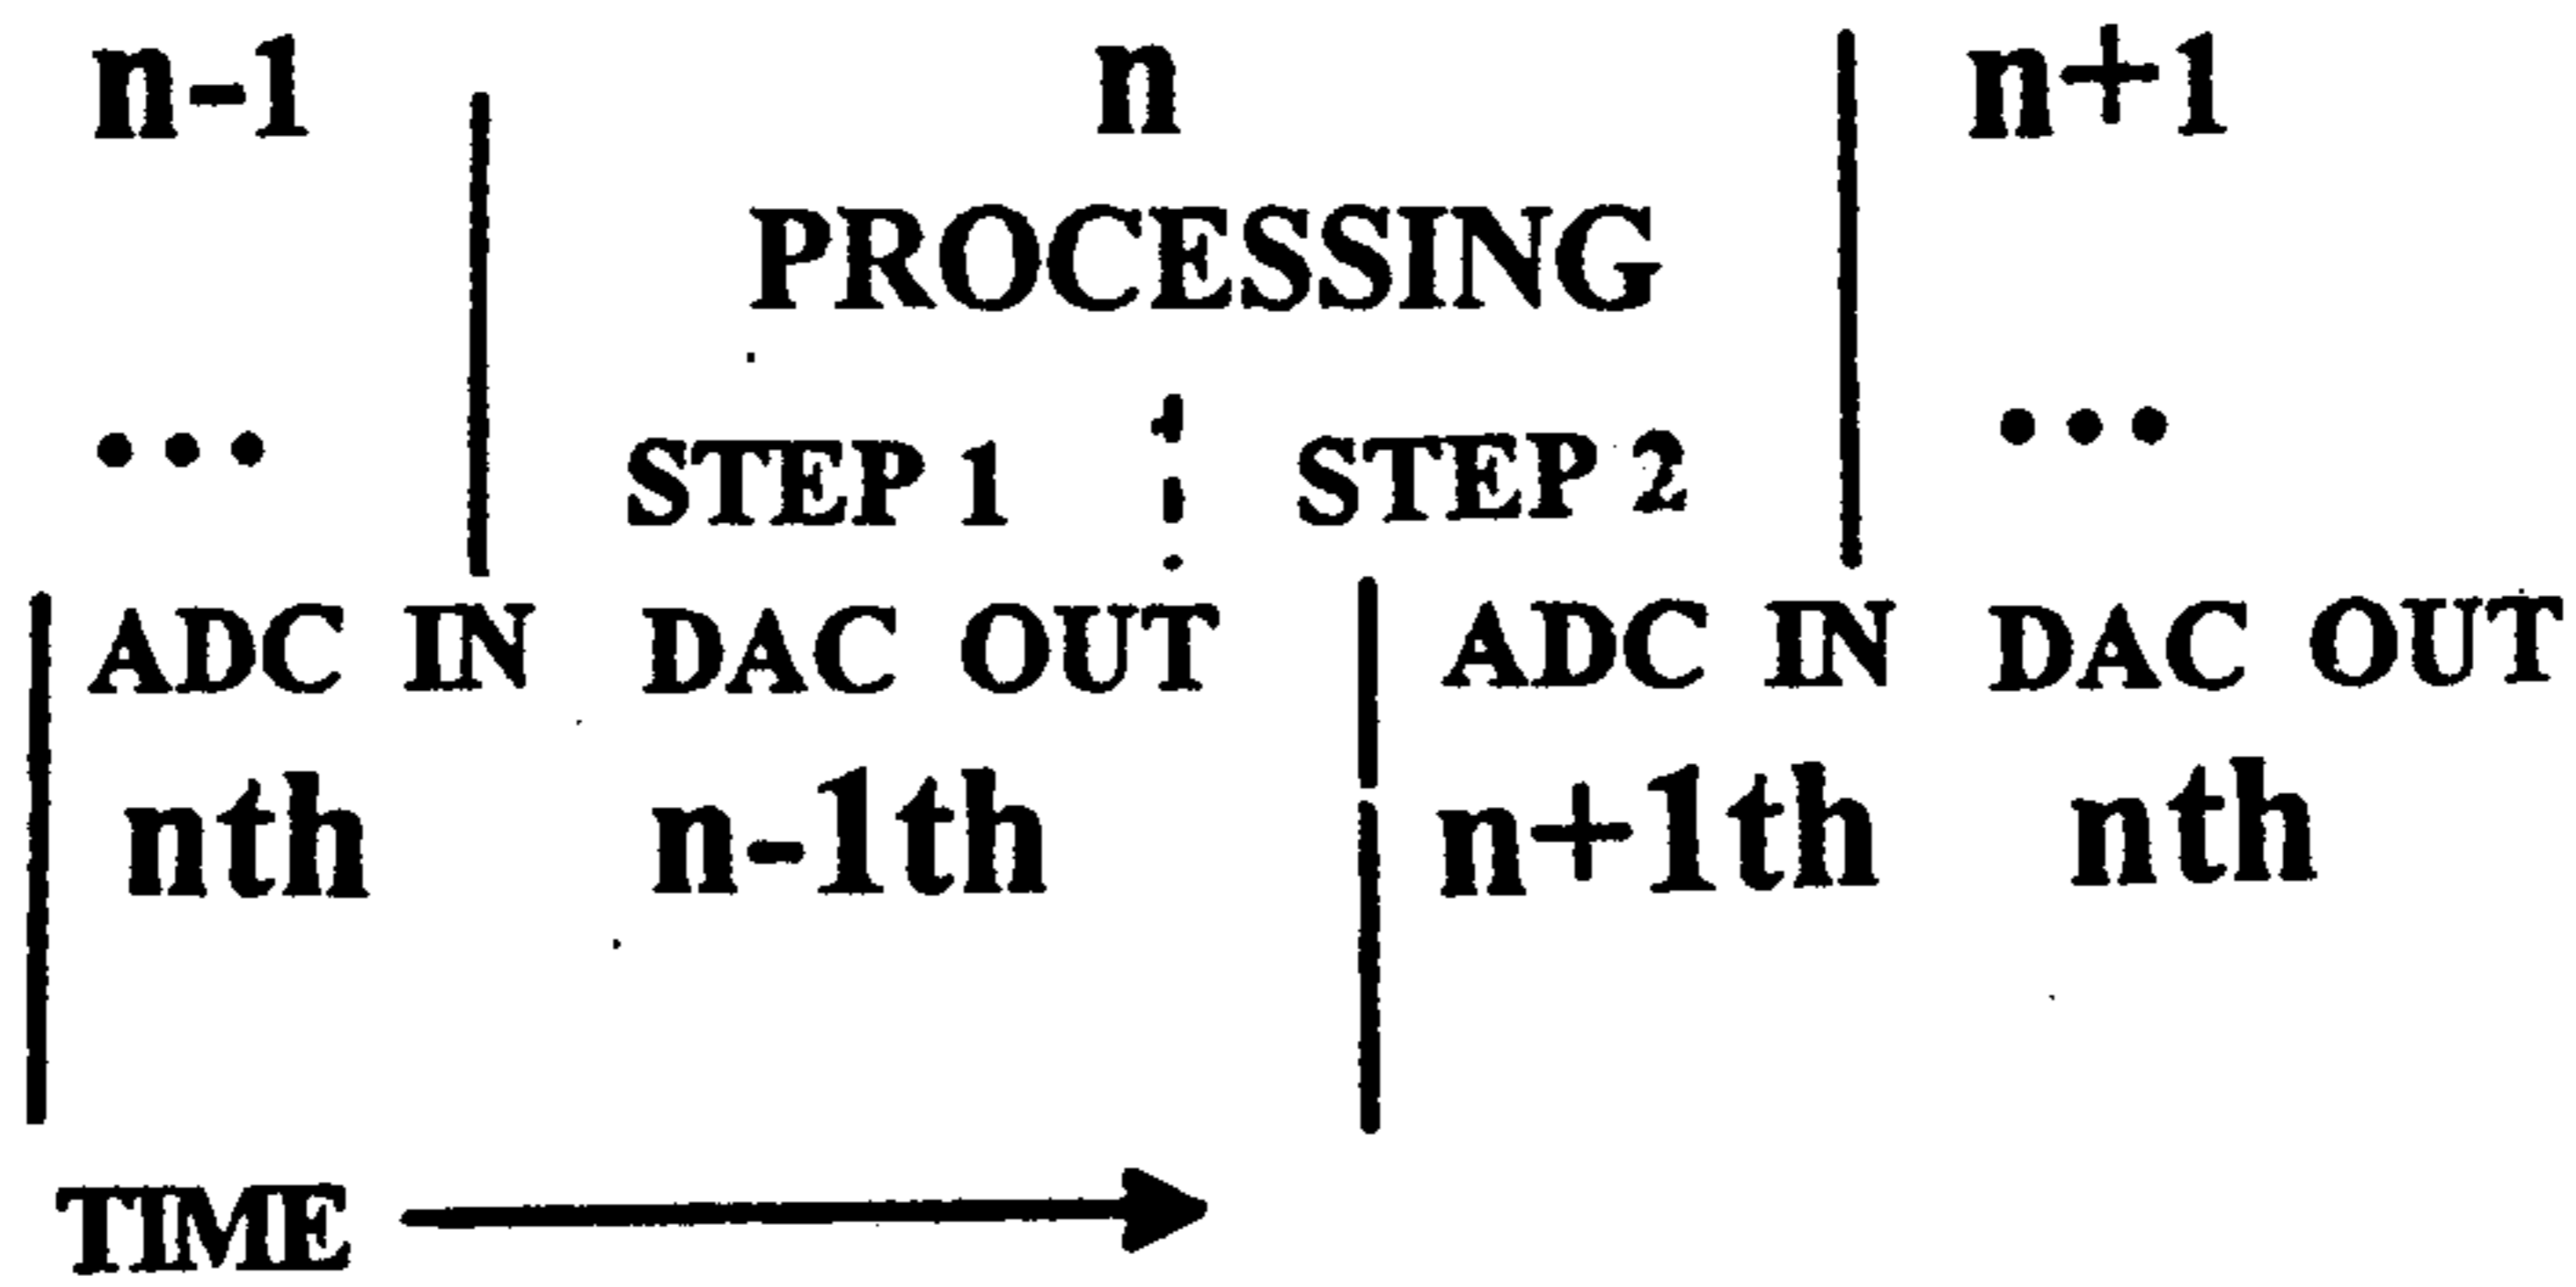 n-1 n n+1
PROCESSING
... STEP 1 STEP 2 ...
ADC IN DAC OUT ADC IN DAC OUT
nth n-1th n+1th nth
TIME